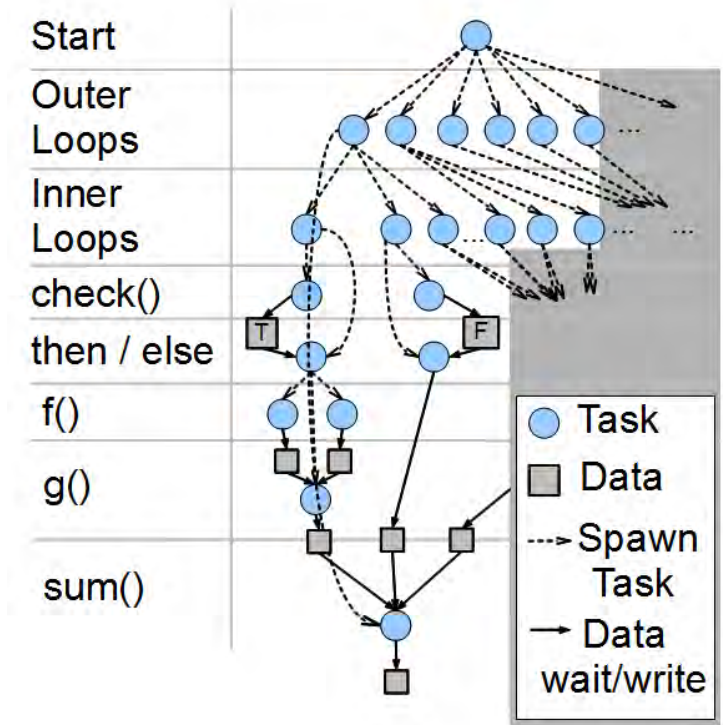 Start
Outer
Loops
...
Inner
Loops
... ... ...
check()
T
F
then / else
f()
g()
sum()
Task
Data
Spawn
Task
Data
wait/write